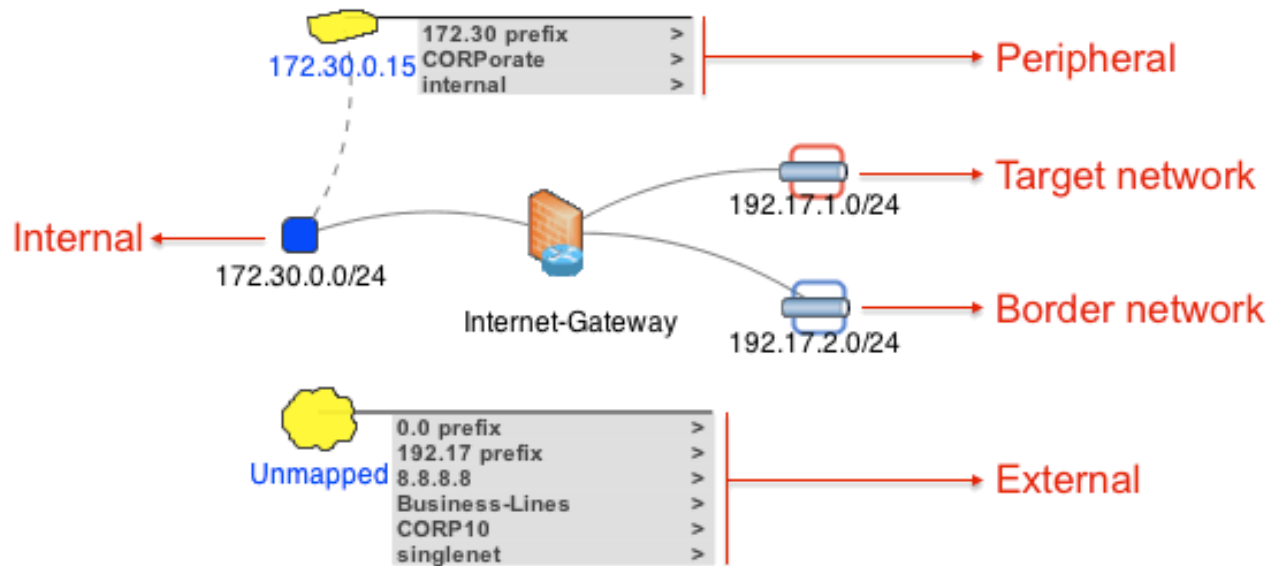 172.30 prefix >
CORPorate >
internal >
172.30.0.15
Peripheral
192.17.1.0/24
Target network
Internal
172.30.0.0/24
Internet-Gateway
192.17.2.0/24
Border network
0.0 prefix >
192.17 prefix >
8.8.8.8 >
Business-Lines >
CORP10 >
singlenet >
Unmapped
External